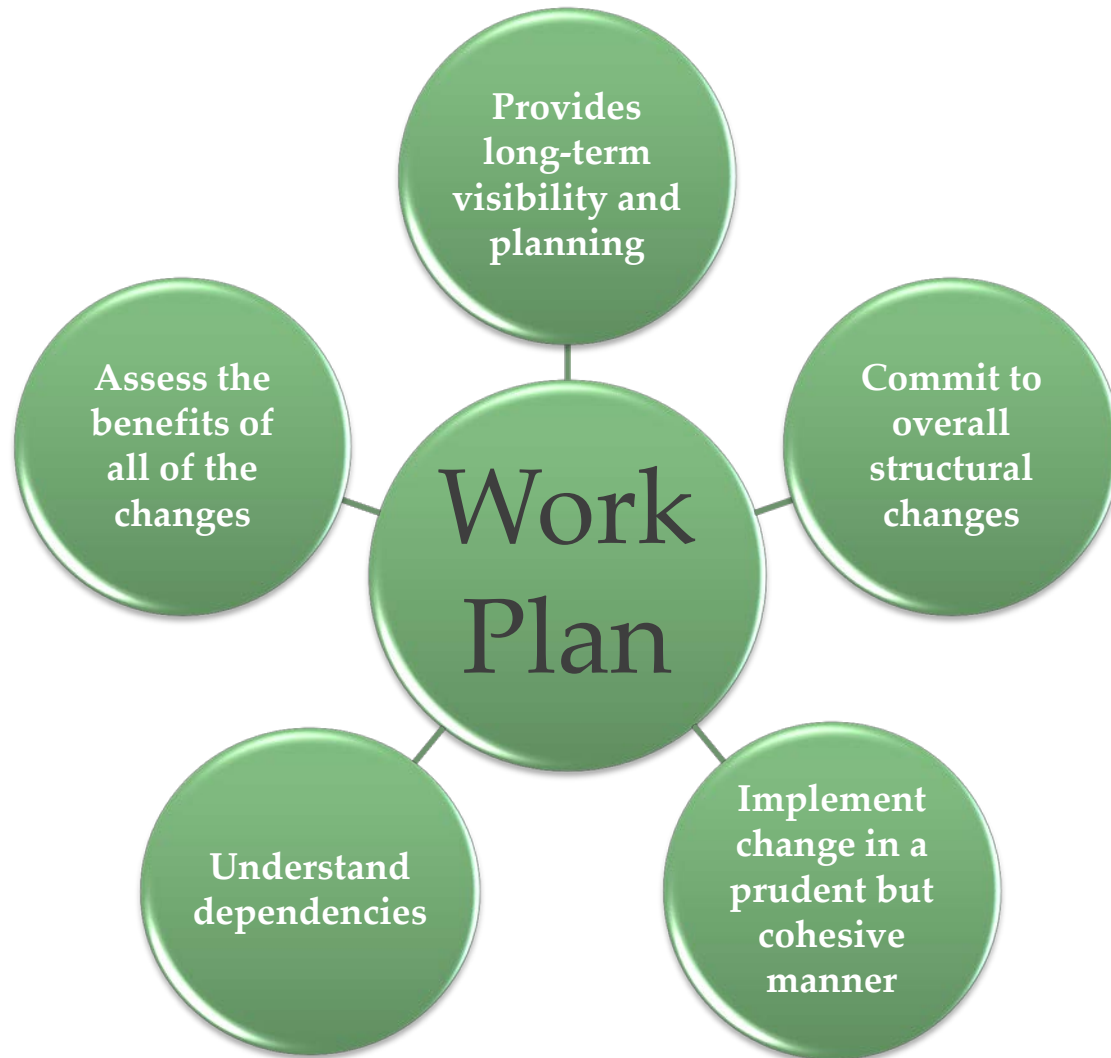 Provides
long-term
visibility and
planning
Commit to
overall
structural
changes
Implement
change in a
prudent but
cohesive
manner
Understand
dependencies
Assess the
benefits of
all of the
changes
Work
Plan